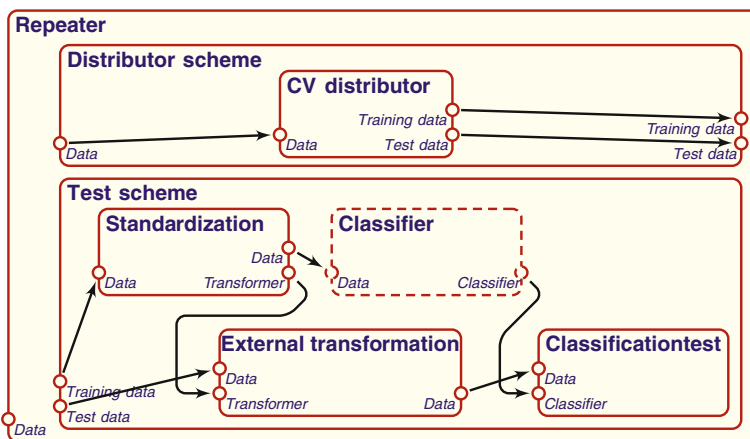 Repeater
Distributor scheme
CV distributor
Training data
Training data
Data
Data
Test data
Test data
Test scheme
Standardization
Classifier
Data
Data
Transformer
Data
Classifier
External transformation
Classificationtest
Training data
Data
Data
Test data
Transformer
Data
Classifier
Data